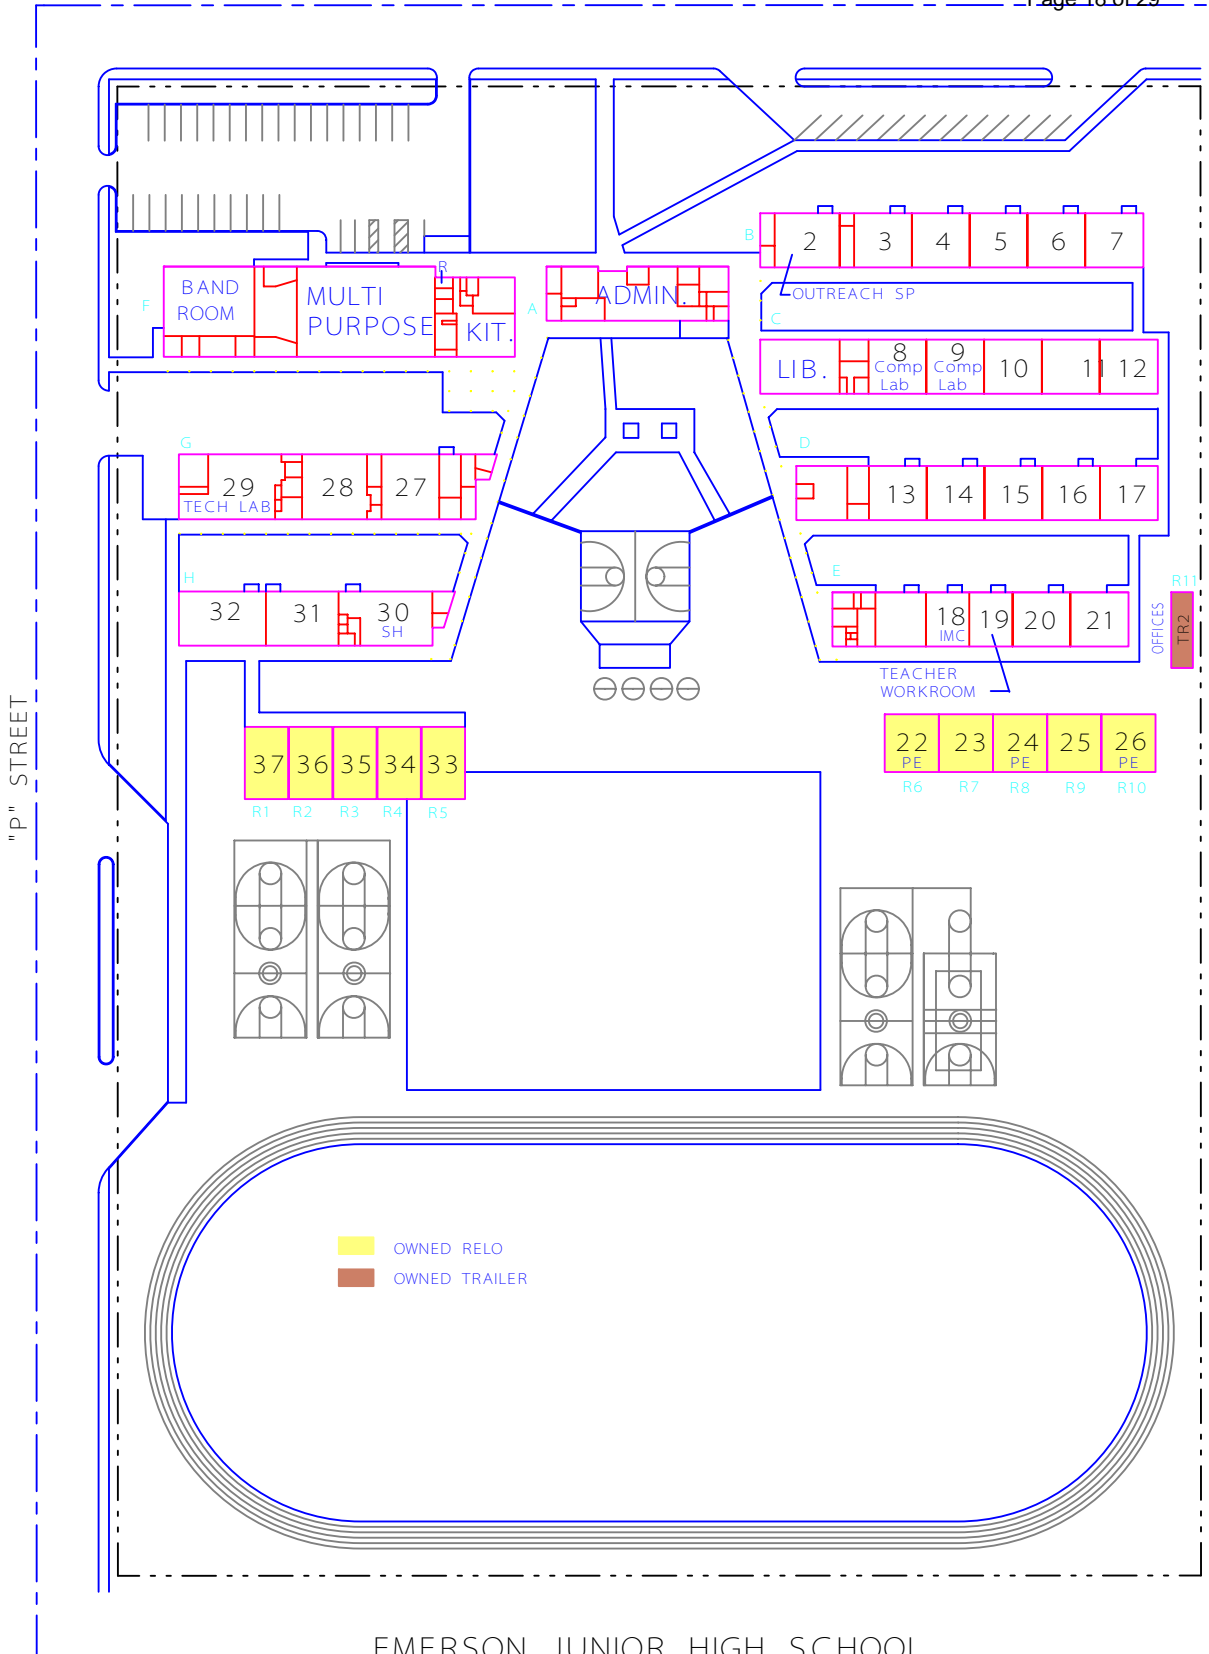 Page 18 of 29
B
2
3
4
5
6
7
OUTREACH SP
F
BAND
ROOM
MULTI
PURPOSE
R
KIT.
A
ADMIN.
C
LIB.
8
Comp
Lab
9
Comp
Lab
10
11
12
G
29
TECH LAB
28
27
D
13
14
15
16
17
H
32
31
30
SH
E
18
IMC
19
20
21
TEACHER
WORKROOM
R11
OFFICES
TR2
"P" STREET
37
36
35
34
33
R1
R2
R3
R4
R5
22
PE
23
24
PE
25
26
PE
R6
R7
R8
R9
R10
OWNED RELO
OWNED TRAILER
EMERSON JUNIOR HIGH SCHOOL